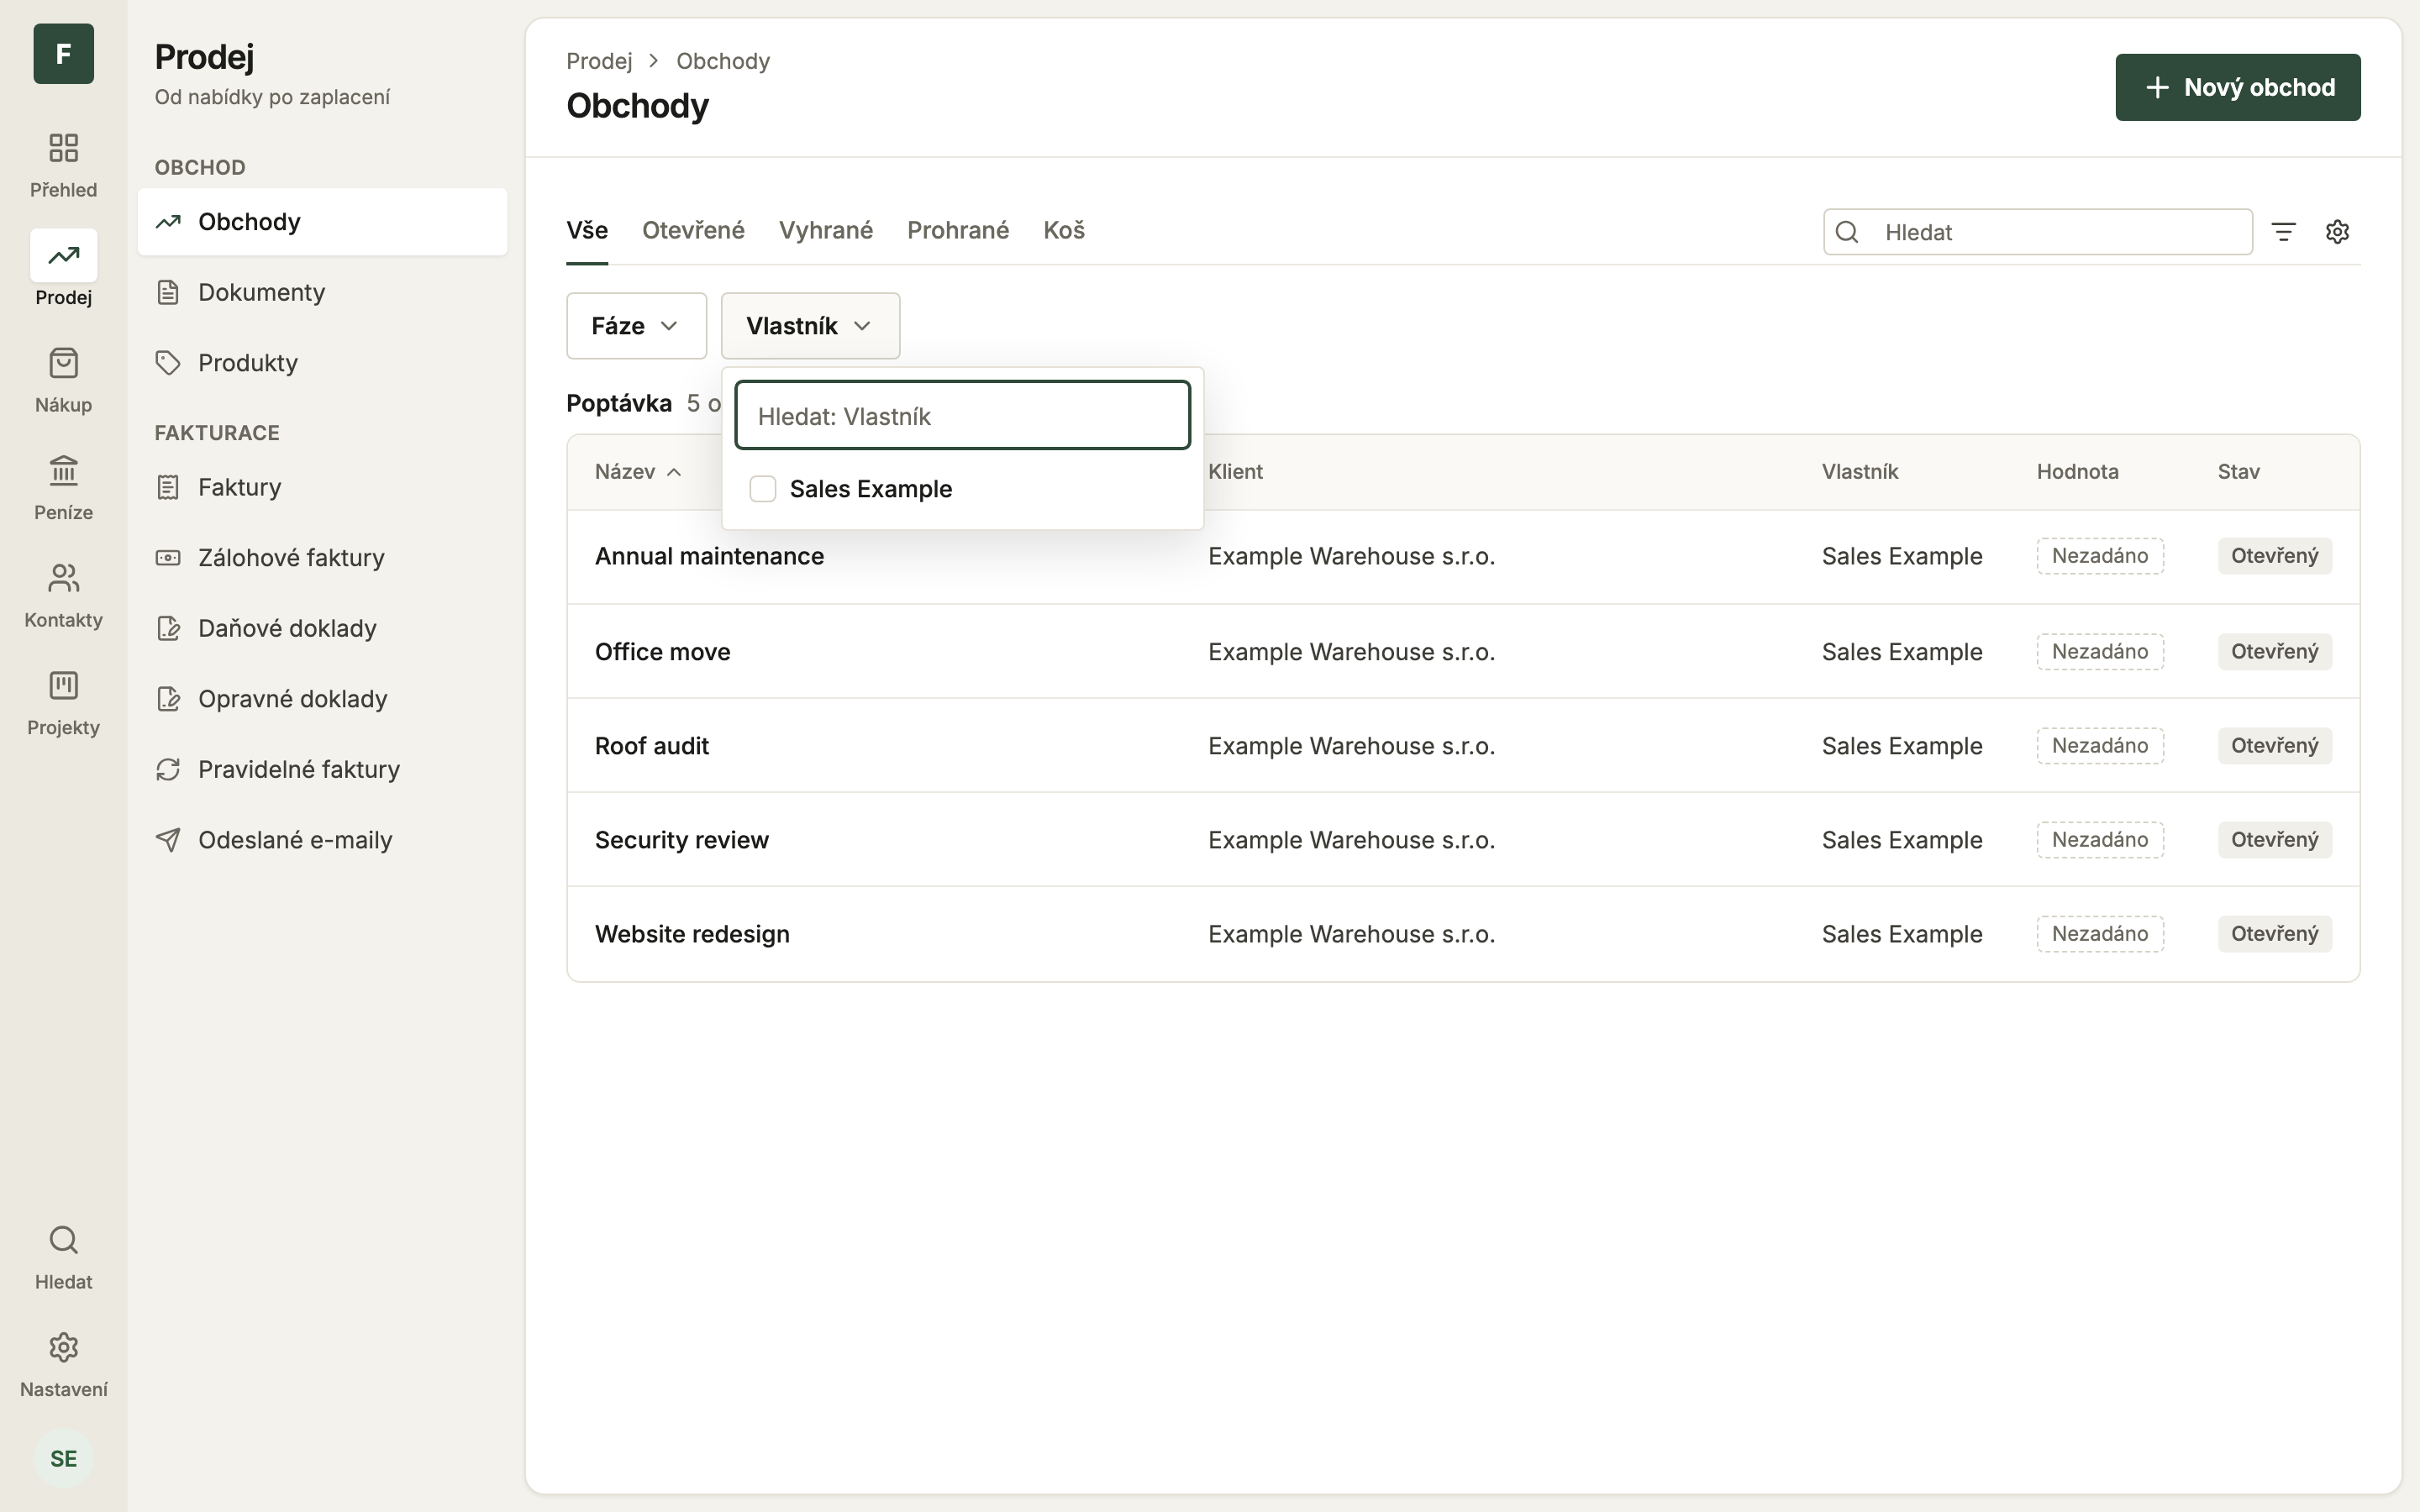 F
Přehled
Prodej
Nákup
Peníze
Kontakty
Projekty
Hledat
Nastavení
SE
Prodej
Od nabídky po zaplacení
OBCHOD
Obchody
Dokumenty
Produkty
FAKTURACE
Faktury
Zálohové faktury
Daňové doklady
Opravné doklady
Pravidelné faktury
Odeslané e-maily
Prodej > Obchody
Obchody
Nový obchod
Vše Otevřené Vyhrané Prohrané Koš
Hledat
Fáze Vlastník
Poptávka 5 o
Hledat: Vlastník
Sales Example
Název Klient Vlastník Hodnota Stav
Annual maintenance Example Warehouse s.r.o. Sales Example Nezadáno Otevřený
Office move Example Warehouse s.r.o. Sales Example Nezadáno Otevřený
Roof audit Example Warehouse s.r.o. Sales Example Nezadáno Otevřený
Security review Example Warehouse s.r.o. Sales Example Nezadáno Otevřený
Website redesign Example Warehouse s.r.o. Sales Example Nezadáno Otevřený